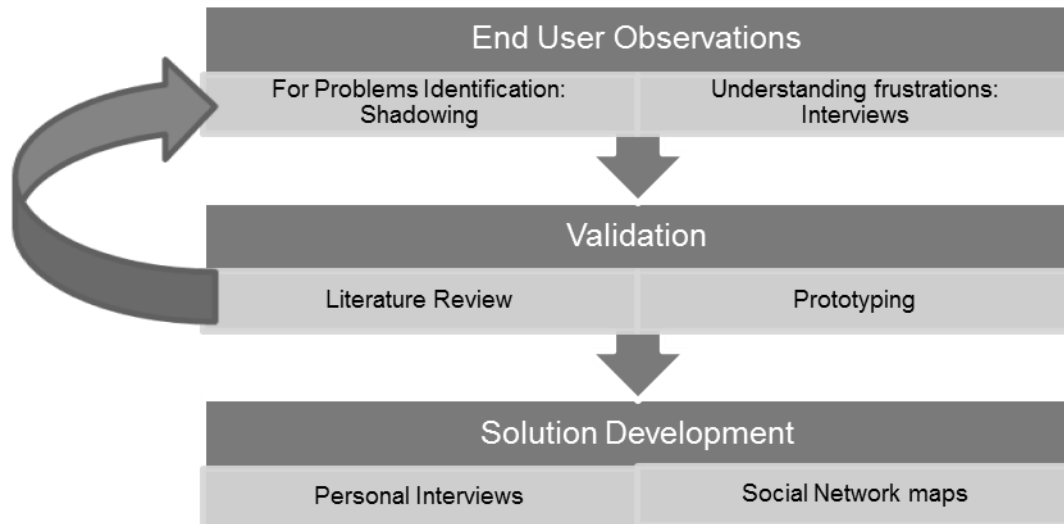 End User Observations
For Problems Identification:
Shadowing
Understanding frustrations:
Interviews
Validation
Literature Review
Prototyping
Solution Development
Personal Interviews
Social Network maps